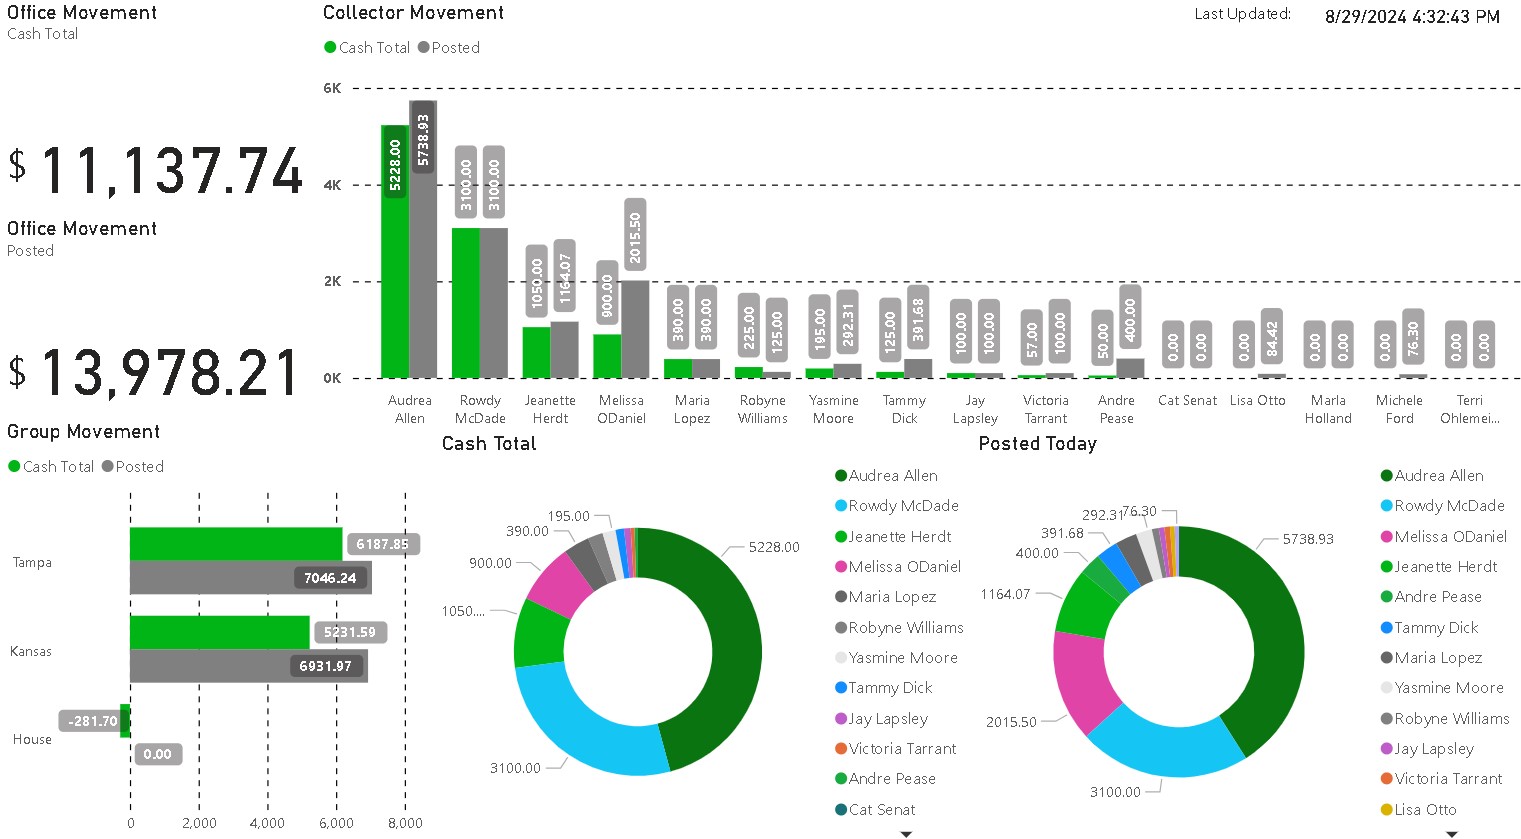 Office Movement
Cash Total
$ 11,137.74
Office Movement
Posted
$ 13,978.21
Collector Movement
Last Updated: 8/29/2024 4:32:43 PM
Cash Total Posted
6K
4K
2K
0K
5228.00
5738.93
3100.00
3100.00
1050.00
1164.07
900.00
2015.50
390.00
390.00
225.00
125.00
195.00
292.31
125.00
391.68
100.00
100.00
57.00
100.00
50.00
400.00
0.00
0.00
0.00
84.42
0.00
0.00
0.00
76.30
0.00
0.00
Audrea
Allen
Rowdy
McDade
Jeanette
Herdt
Melissa
ODaniel
Maria
Lopez
Robyne
Williams
Yasmine
Moore
Tammy
Dick
Jay
Lapsley
Victoria
Tarrant
Andre
Pease
Cat Senat
Lisa Otto
Marla
Holland
Michele
Ford
Terri
Ohlemei...
Group Movement
Cash Total Posted
Tampa
6187.85
7046.24
Kansas
5231.59
6931.97
House
-281.70
0.00
0 2,000 4,000 6,000 8,000
Cash Total
195.00
390.00
900.00
1050....
3100.00
5228.00
Audrea Allen
Rowdy McDade
Jeanette Herdt
Melissa ODaniel
Maria Lopez
Robyne Williams
Yasmine Moore
Tammy Dick
Jay Lapsley
Victoria Tarrant
Andre Pease
Cat Senat
Posted Today
76.30
292.31
391.68
400.00
1164.07
2015.50
3100.00
5738.93
Audrea Allen
Rowdy McDade
Melissa ODaniel
Jeanette Herdt
Andre Pease
Tammy Dick
Maria Lopez
Yasmine Moore
Robyne Williams
Jay Lapsley
Victoria Tarrant
Lisa Otto